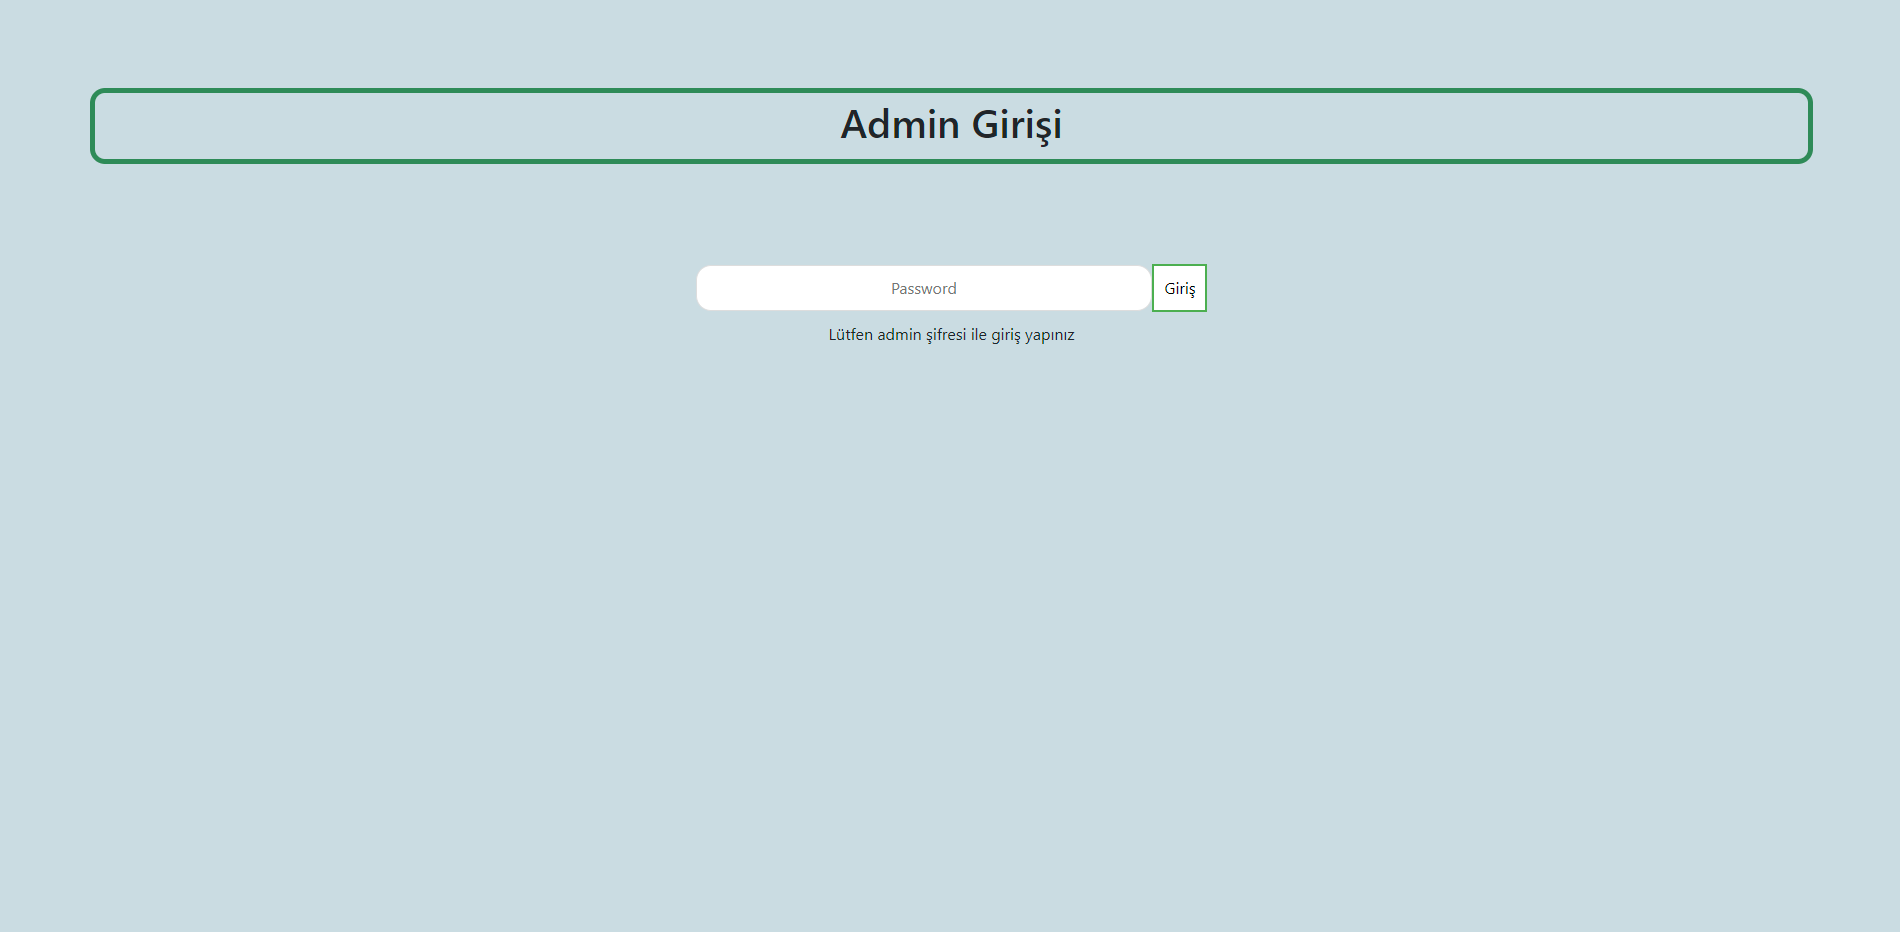 Admin Girişi
Password
Giriş
Lütfen admin şifresi ile giriş yapınız